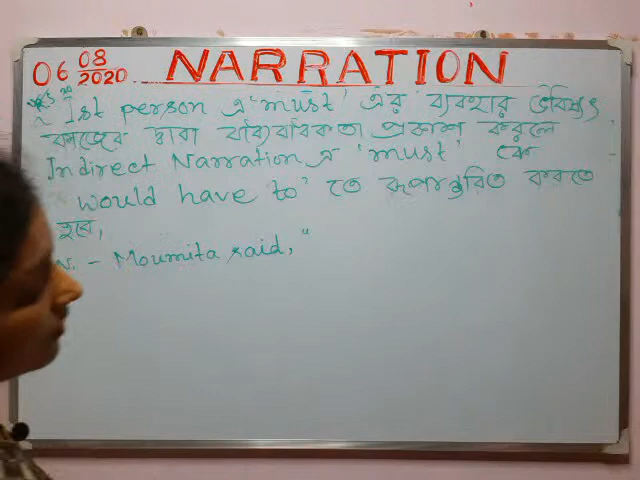 06 08/2020 NARRATION
1st person এ 'must' এর ব্যবহার ভবিষ্যৎ
কাজের দ্বারা বাধ্যবাধকতা প্রকাশ করলে
Indirect Narration এ 'must' কে
would have to' তে রূপান্তরিত করতে
হবে,
N. - Moumita said, "